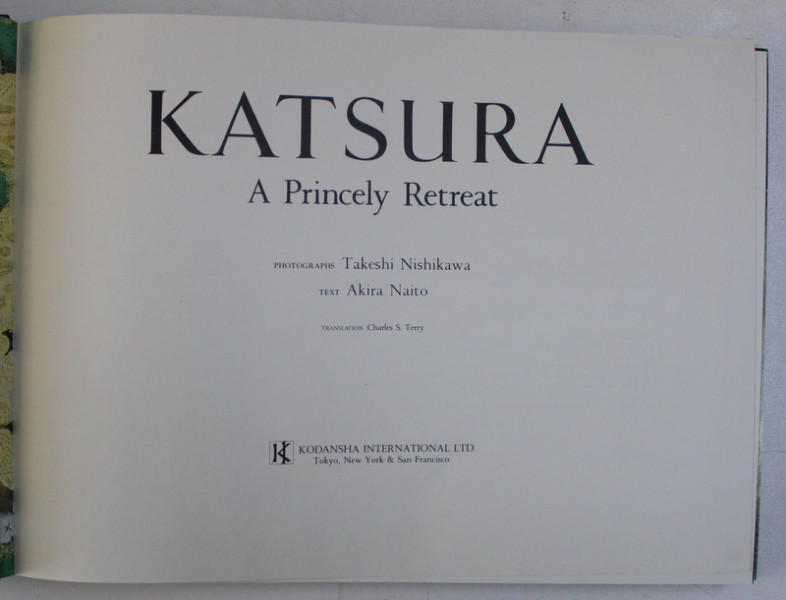 KATSURA
A Princely Retreat
PHOTOGRAPHS Takeshi Nishikawa
TEXT Akira Naito
TRANSLATION Charles S. Terry
KODANSHA INTERNATIONAL LTD.
Tokyo, New York & San Francisco